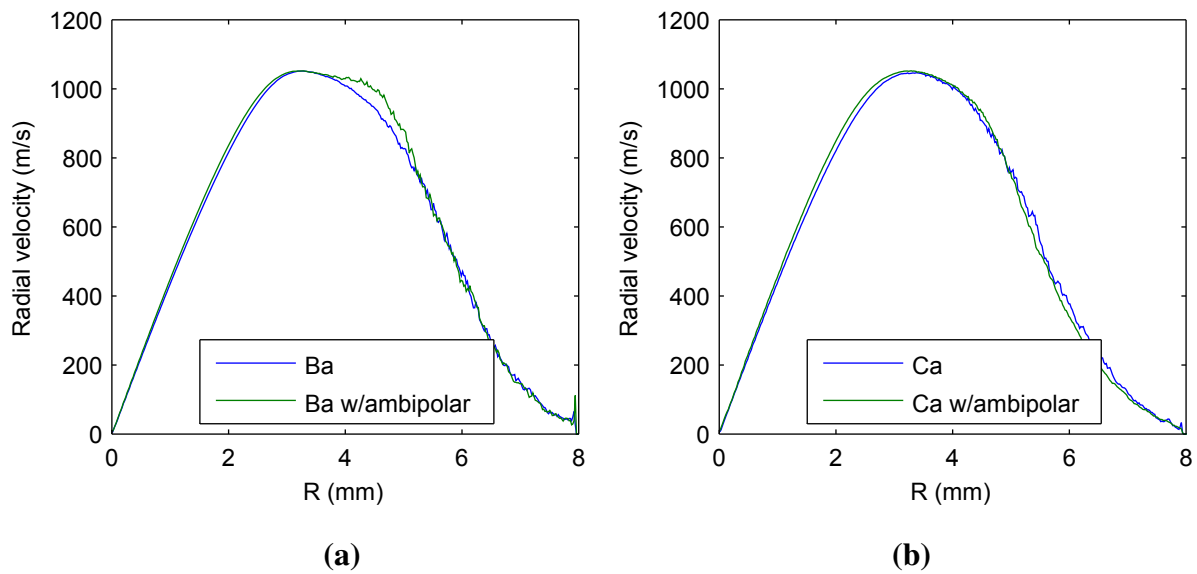 1200
1000
800
600
400
200
0
Radial velocity (m/s)
Ba
Ba w/ambipolar
0 2 4 6 8
R (mm)
(a)
1200
1000
800
600
400
200
0
Radial velocity (m/s)
Ca
Ca w/ambipolar
0 2 4 6 8
R (mm)
(b)